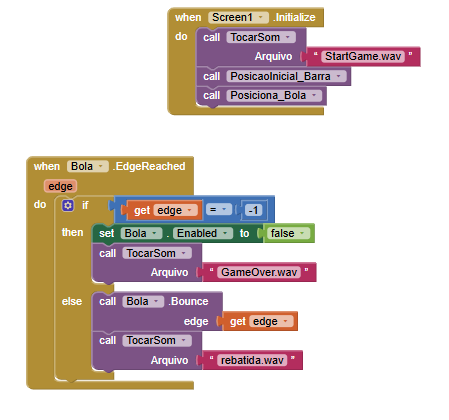 when Screen1 .Initialize
do call TocarSom
Arquivo " StartGame.wav "
call PosicaoInicial_Barra
call Posiciona_Bola
when Bola .EdgeReached
edge
do if get edge = -1
then set Bola . Enabled to false
call TocarSom
Arquivo " GameOver.wav "
else call Bola .Bounce
edge get edge
call TocarSom
Arquivo " rebatida.wav "